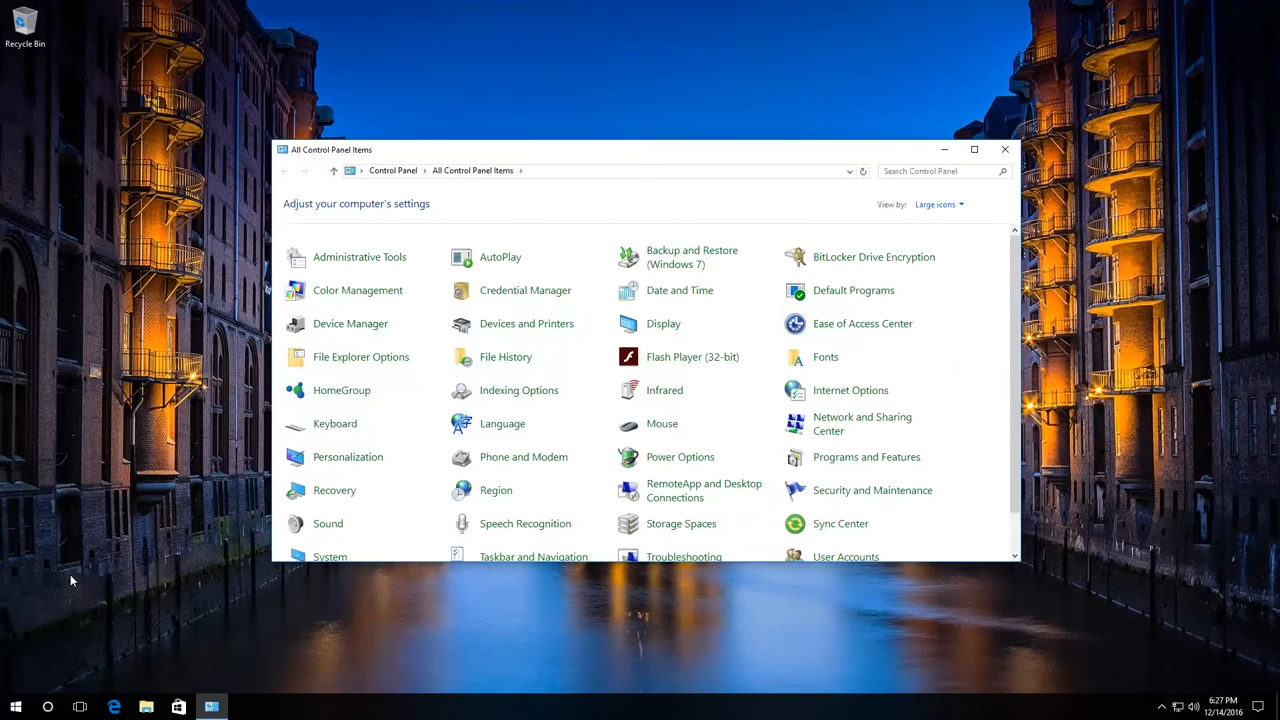 Recycle Bin
All Control Panel Items
Control Panel
All Control Panel Items
Search Control Panel
Adjust your computer's settings
View by:
Large icons
Administrative Tools
AutoPlay
Backup and Restore
(Windows 7)
BitLocker Drive Encryption
Color Management
Credential Manager
Date and Time
Default Programs
Device Manager
Devices and Printers
Display
Ease of Access Center
File Explorer Options
File History
Flash Player (32-bit)
Fonts
HomeGroup
Indexing Options
Infrared
Internet Options
Keyboard
Language
Mouse
Network and Sharing
Center
Personalization
Phone and Modem
Power Options
Programs and Features
Recovery
Region
RemoteApp and Desktop
Connections
Security and Maintenance
Sound
Speech Recognition
Storage Spaces
Sync Center
System
Taskbar and Navigation
Troubleshooting
User Accounts
6:27 PM
12/14/2016